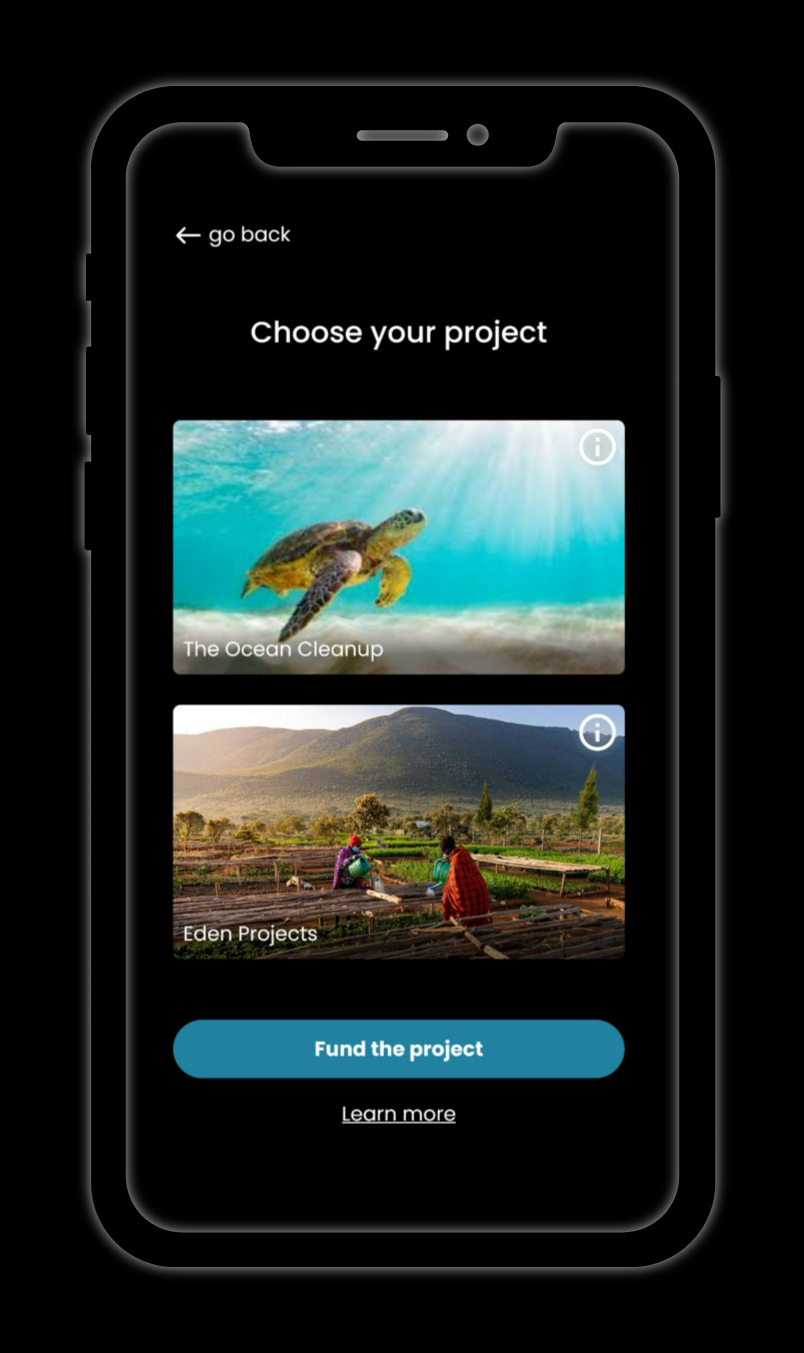 go back
Choose your project
The Ocean Cleanup
Eden Projects
Fund the project
Learn more